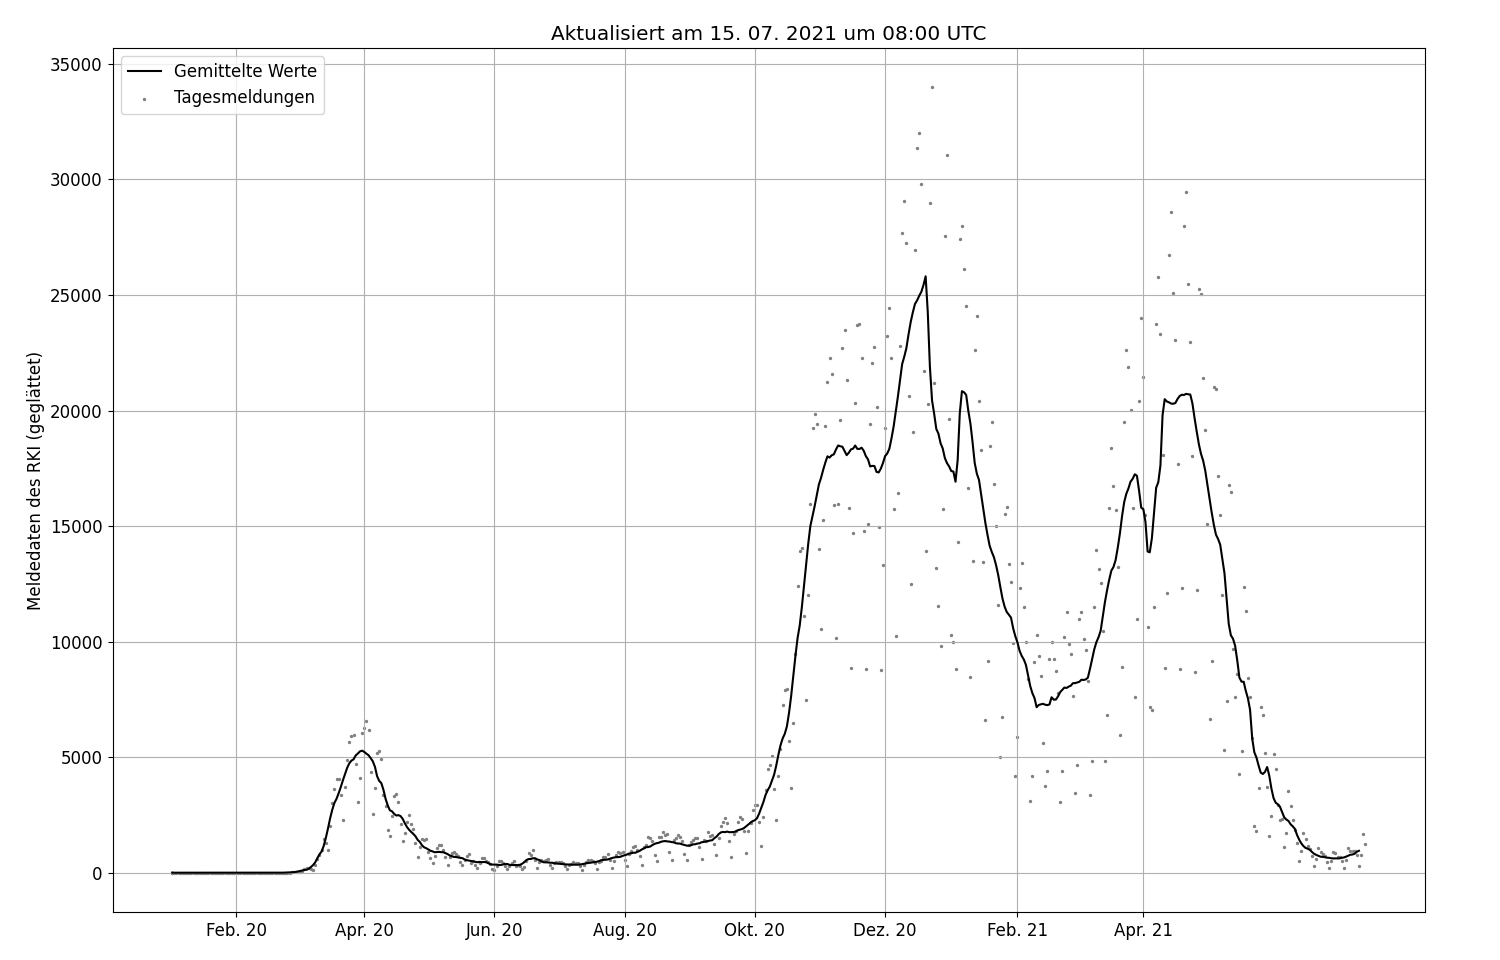 Aktualisiert am 15. 07. 2021 um 08:00 UTC
Gemittelte Werte
Tagesmeldungen
Meldedaten des RKI (geglättet)
35000
30000
25000
20000
15000
10000
5000
0
Feb. 20 Apr. 20 Jun. 20 Aug. 20 Okt. 20 Dez. 20 Feb. 21 Apr. 21